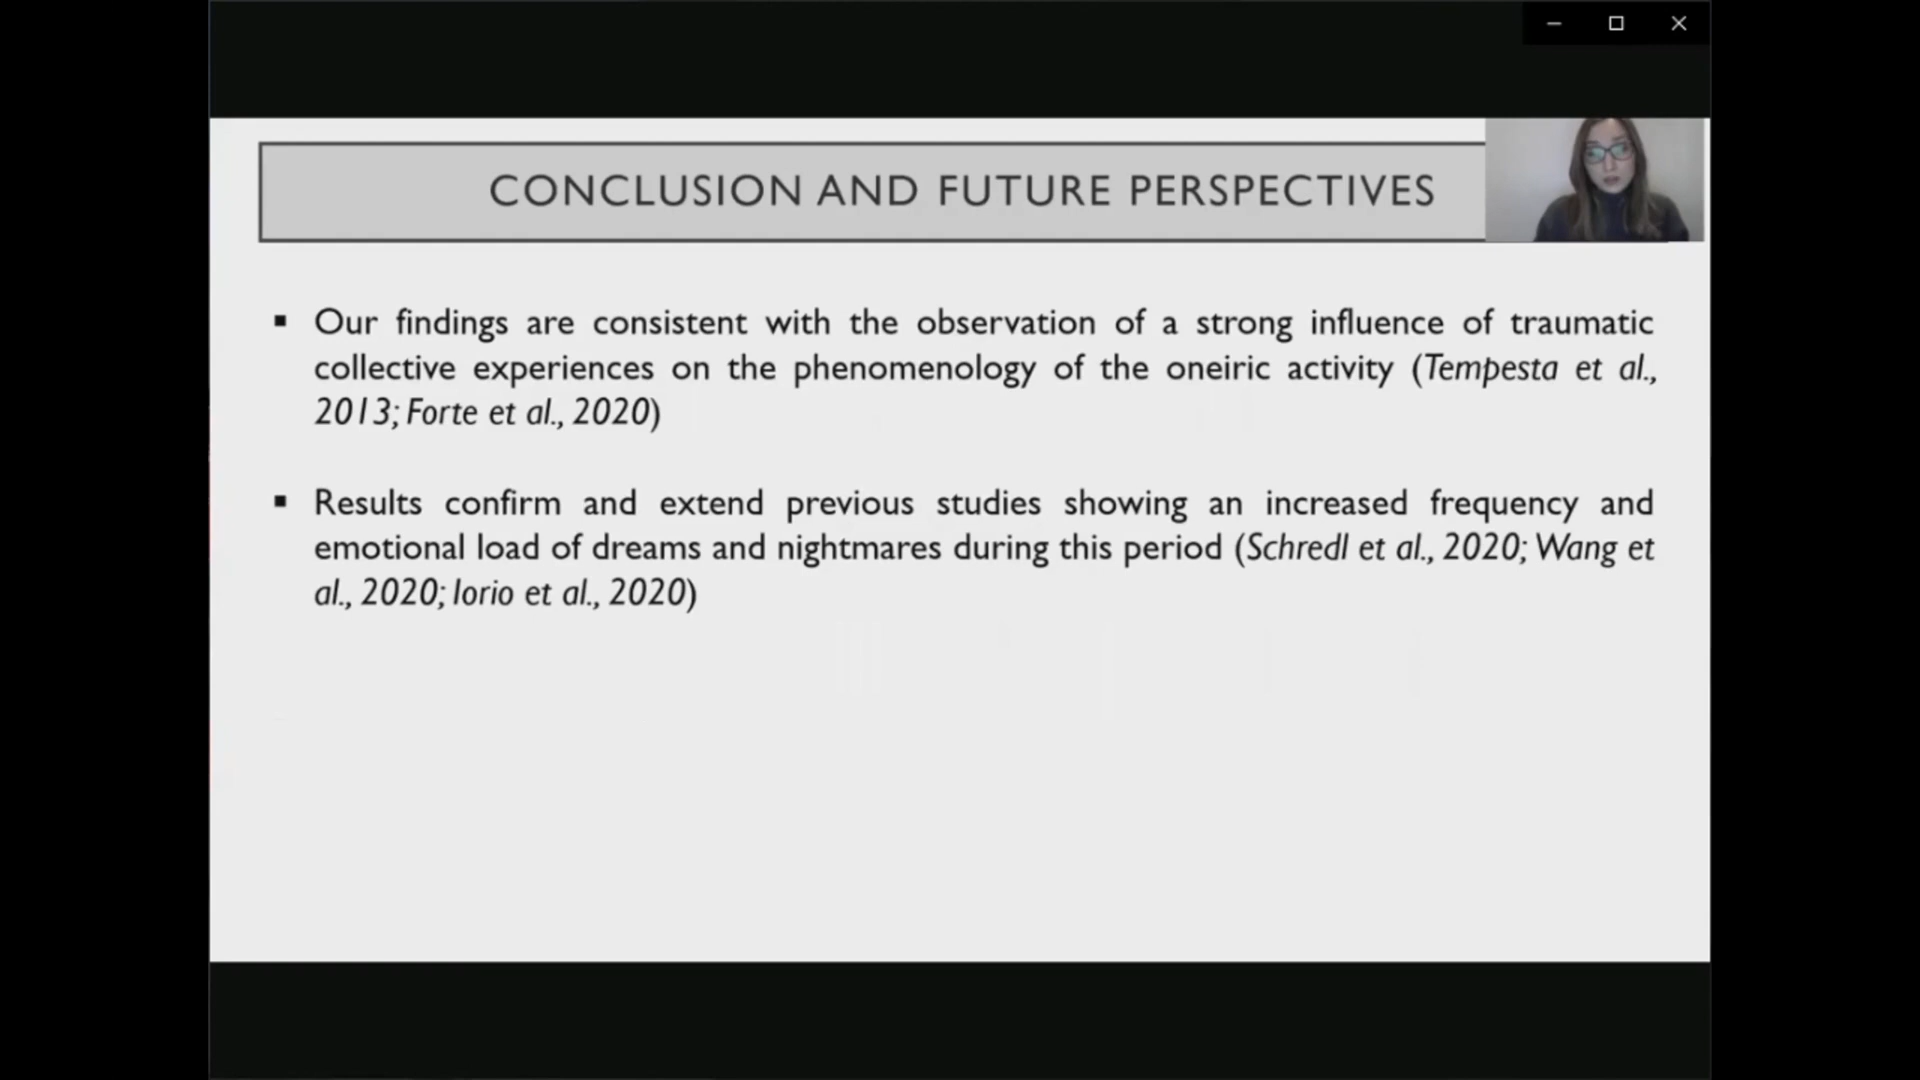 CONCLUSION AND FUTURE PERSPECTIVES
▪ Our findings are consistent with the observation of a strong influence of traumatic
collective experiences on the phenomenology of the oneiric activity (Tempesta et al.,
2013; Forte et al., 2020)
▪ Results confirm and extend previous studies showing an increased frequency and
emotional load of dreams and nightmares during this period (Schredl et al., 2020; Wang et
al., 2020; Iorio et al., 2020)